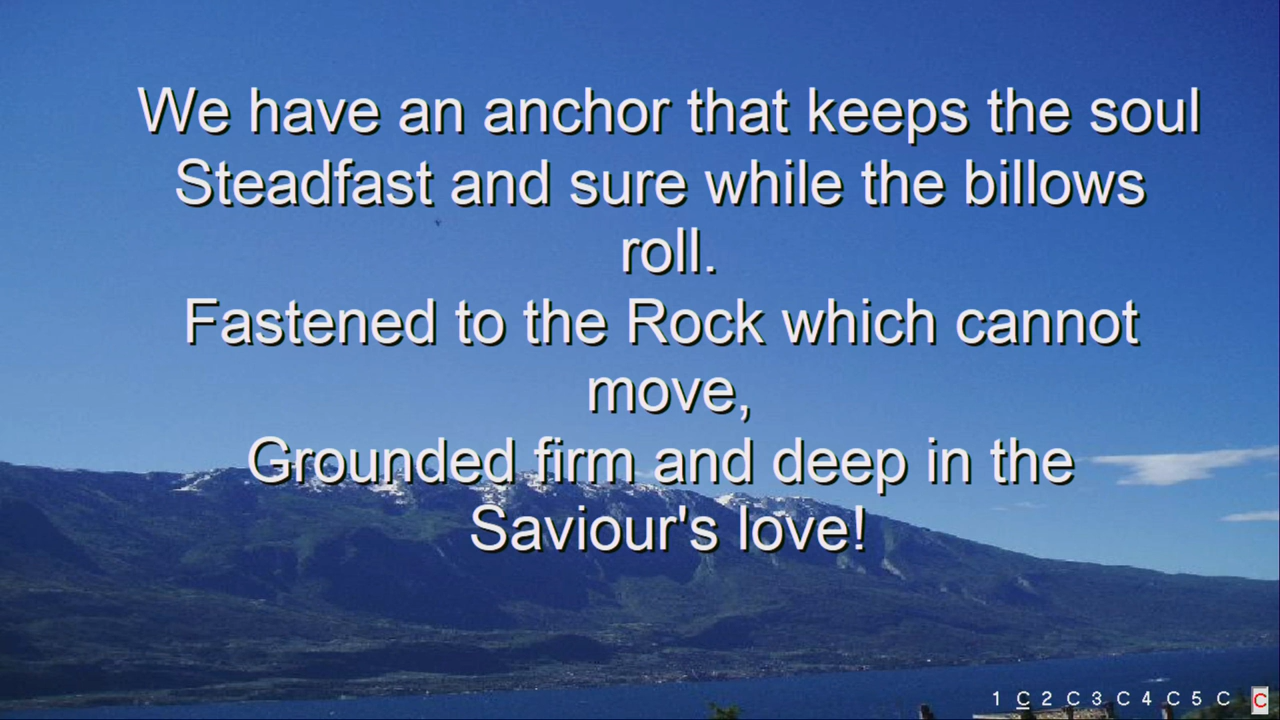 We have an anchor that keeps the soul
Steadfast and sure while the billows
roll.
Fastened to the Rock which cannot
move,
Grounded firm and deep in the
Saviour's love!
1 C 2 C 3 C 4 C 5 C C